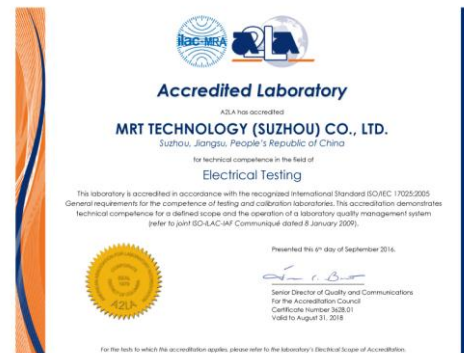 ilac-MRA
A2LA
Accredited Laboratory
A2LA has accredited
MRT TECHNOLOGY (SUZHOU) CO., LTD.
Suzhou, Jiangsu, People's Republic of China
for technical competence in the field of
Electrical Testing
This laboratory is accredited in accordance with the recognized International Standard ISO/IEC 17025:2005
General requirements for the competence of testing and calibration laboratories. This accreditation demonstrates
technical competence for a defined scope and the operation of a laboratory quality management system
(refer to joint ISO-ILAC-IAF Communiqué dated 8 January 2009).
Presented this 6th day of September 2016.
Senior Director of Quality and Communications
For the Accreditation Council
Certificate Number 3628.01
Valid to August 31, 2018
CORPORATE
SEAL
1978
A2LA
For the tests to which this accreditation applies, please refer to the laboratory's Electrical Scope of Accreditation.